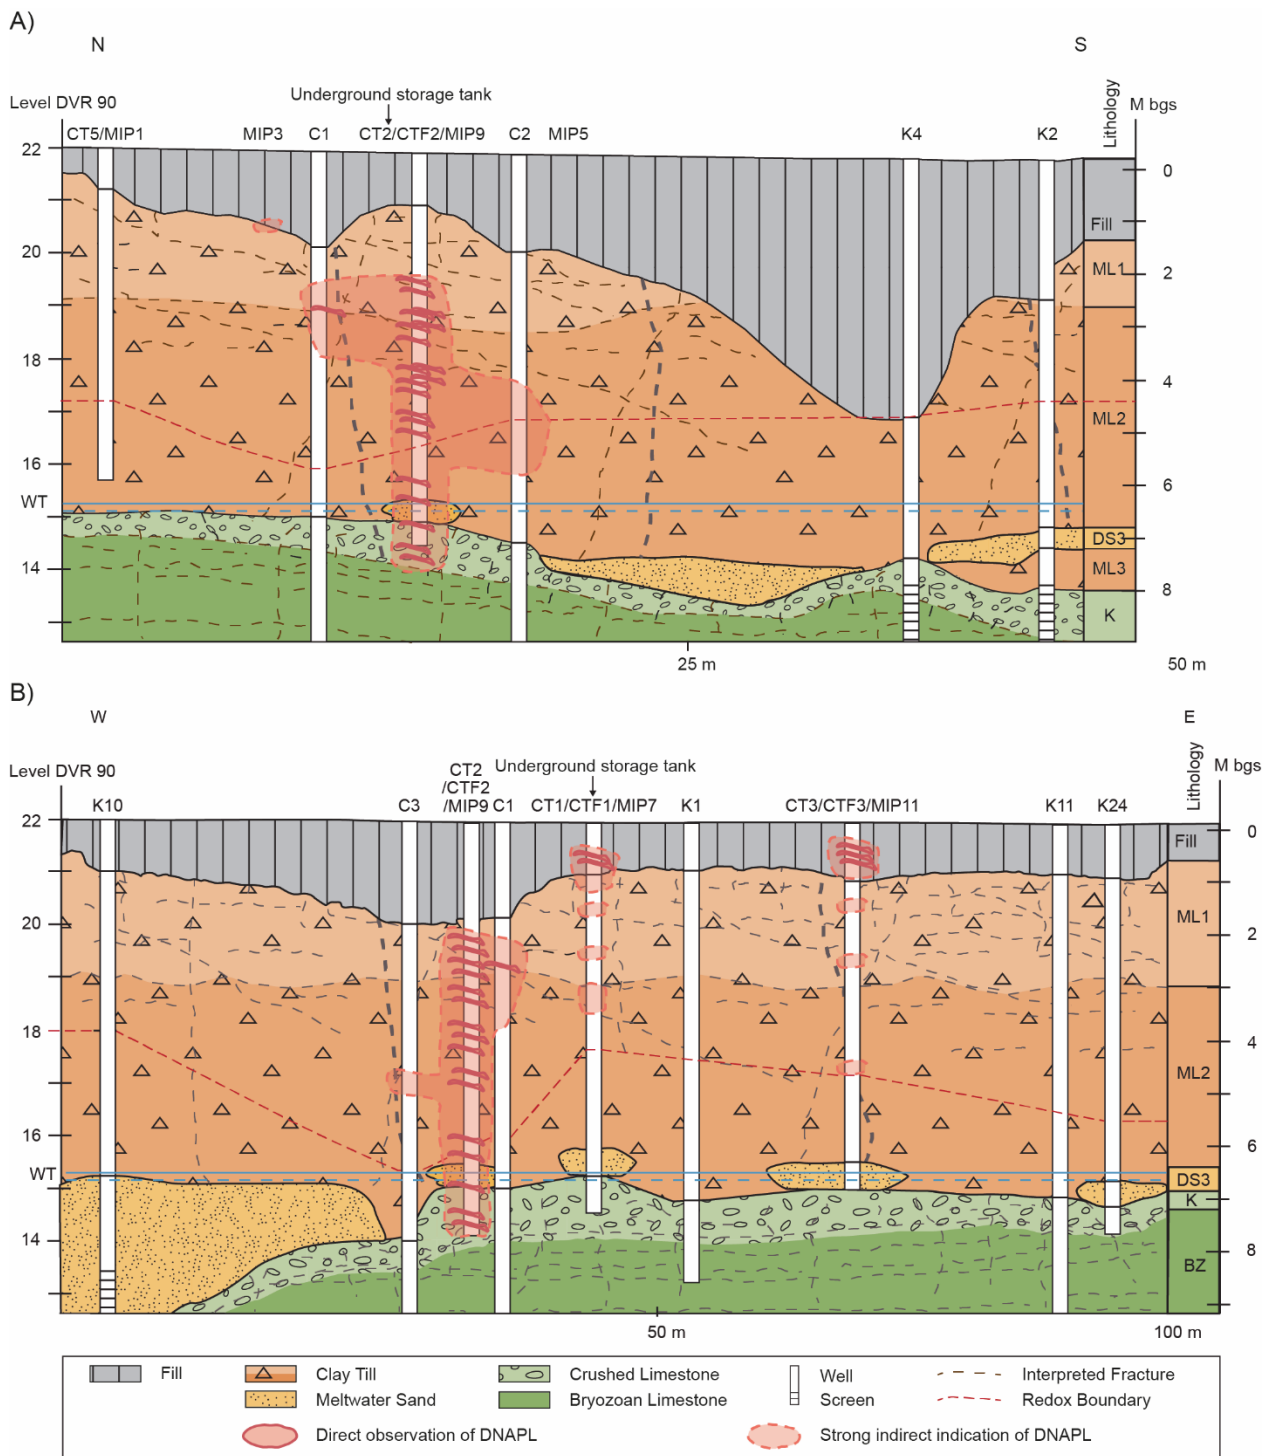 A)
N
S
Underground storage tank
Level DVR 90
Lithology
M bgs
CT5/MIP1
MIP3
C1
CT2/CTF2/MIP9
C2
MIP5
K4
K2
22
20
18
16
WT
14
0
2
4
6
8
Fill
ML1
ML2
DS3
ML3
K
25 m
50 m
B)
W
E
Level DVR 90
CT2
/CTF2
/MIP9
Underground storage tank
Lithology
M bgs
K10
C3
C1
CT1/CTF1/MIP7
K1
CT3/CTF3/MIP11
K11
K24
22
20
18
16
WT
14
0
2
4
6
8
Fill
ML1
ML2
DS3
K
BZ
50 m
100 m
Fill
Clay Till
Crushed Limestone
Well
Interpreted Fracture
Meltwater Sand
Bryozoan Limestone
Screen
Redox Boundary
Direct observation of DNAPL
Strong indirect indication of DNAPL